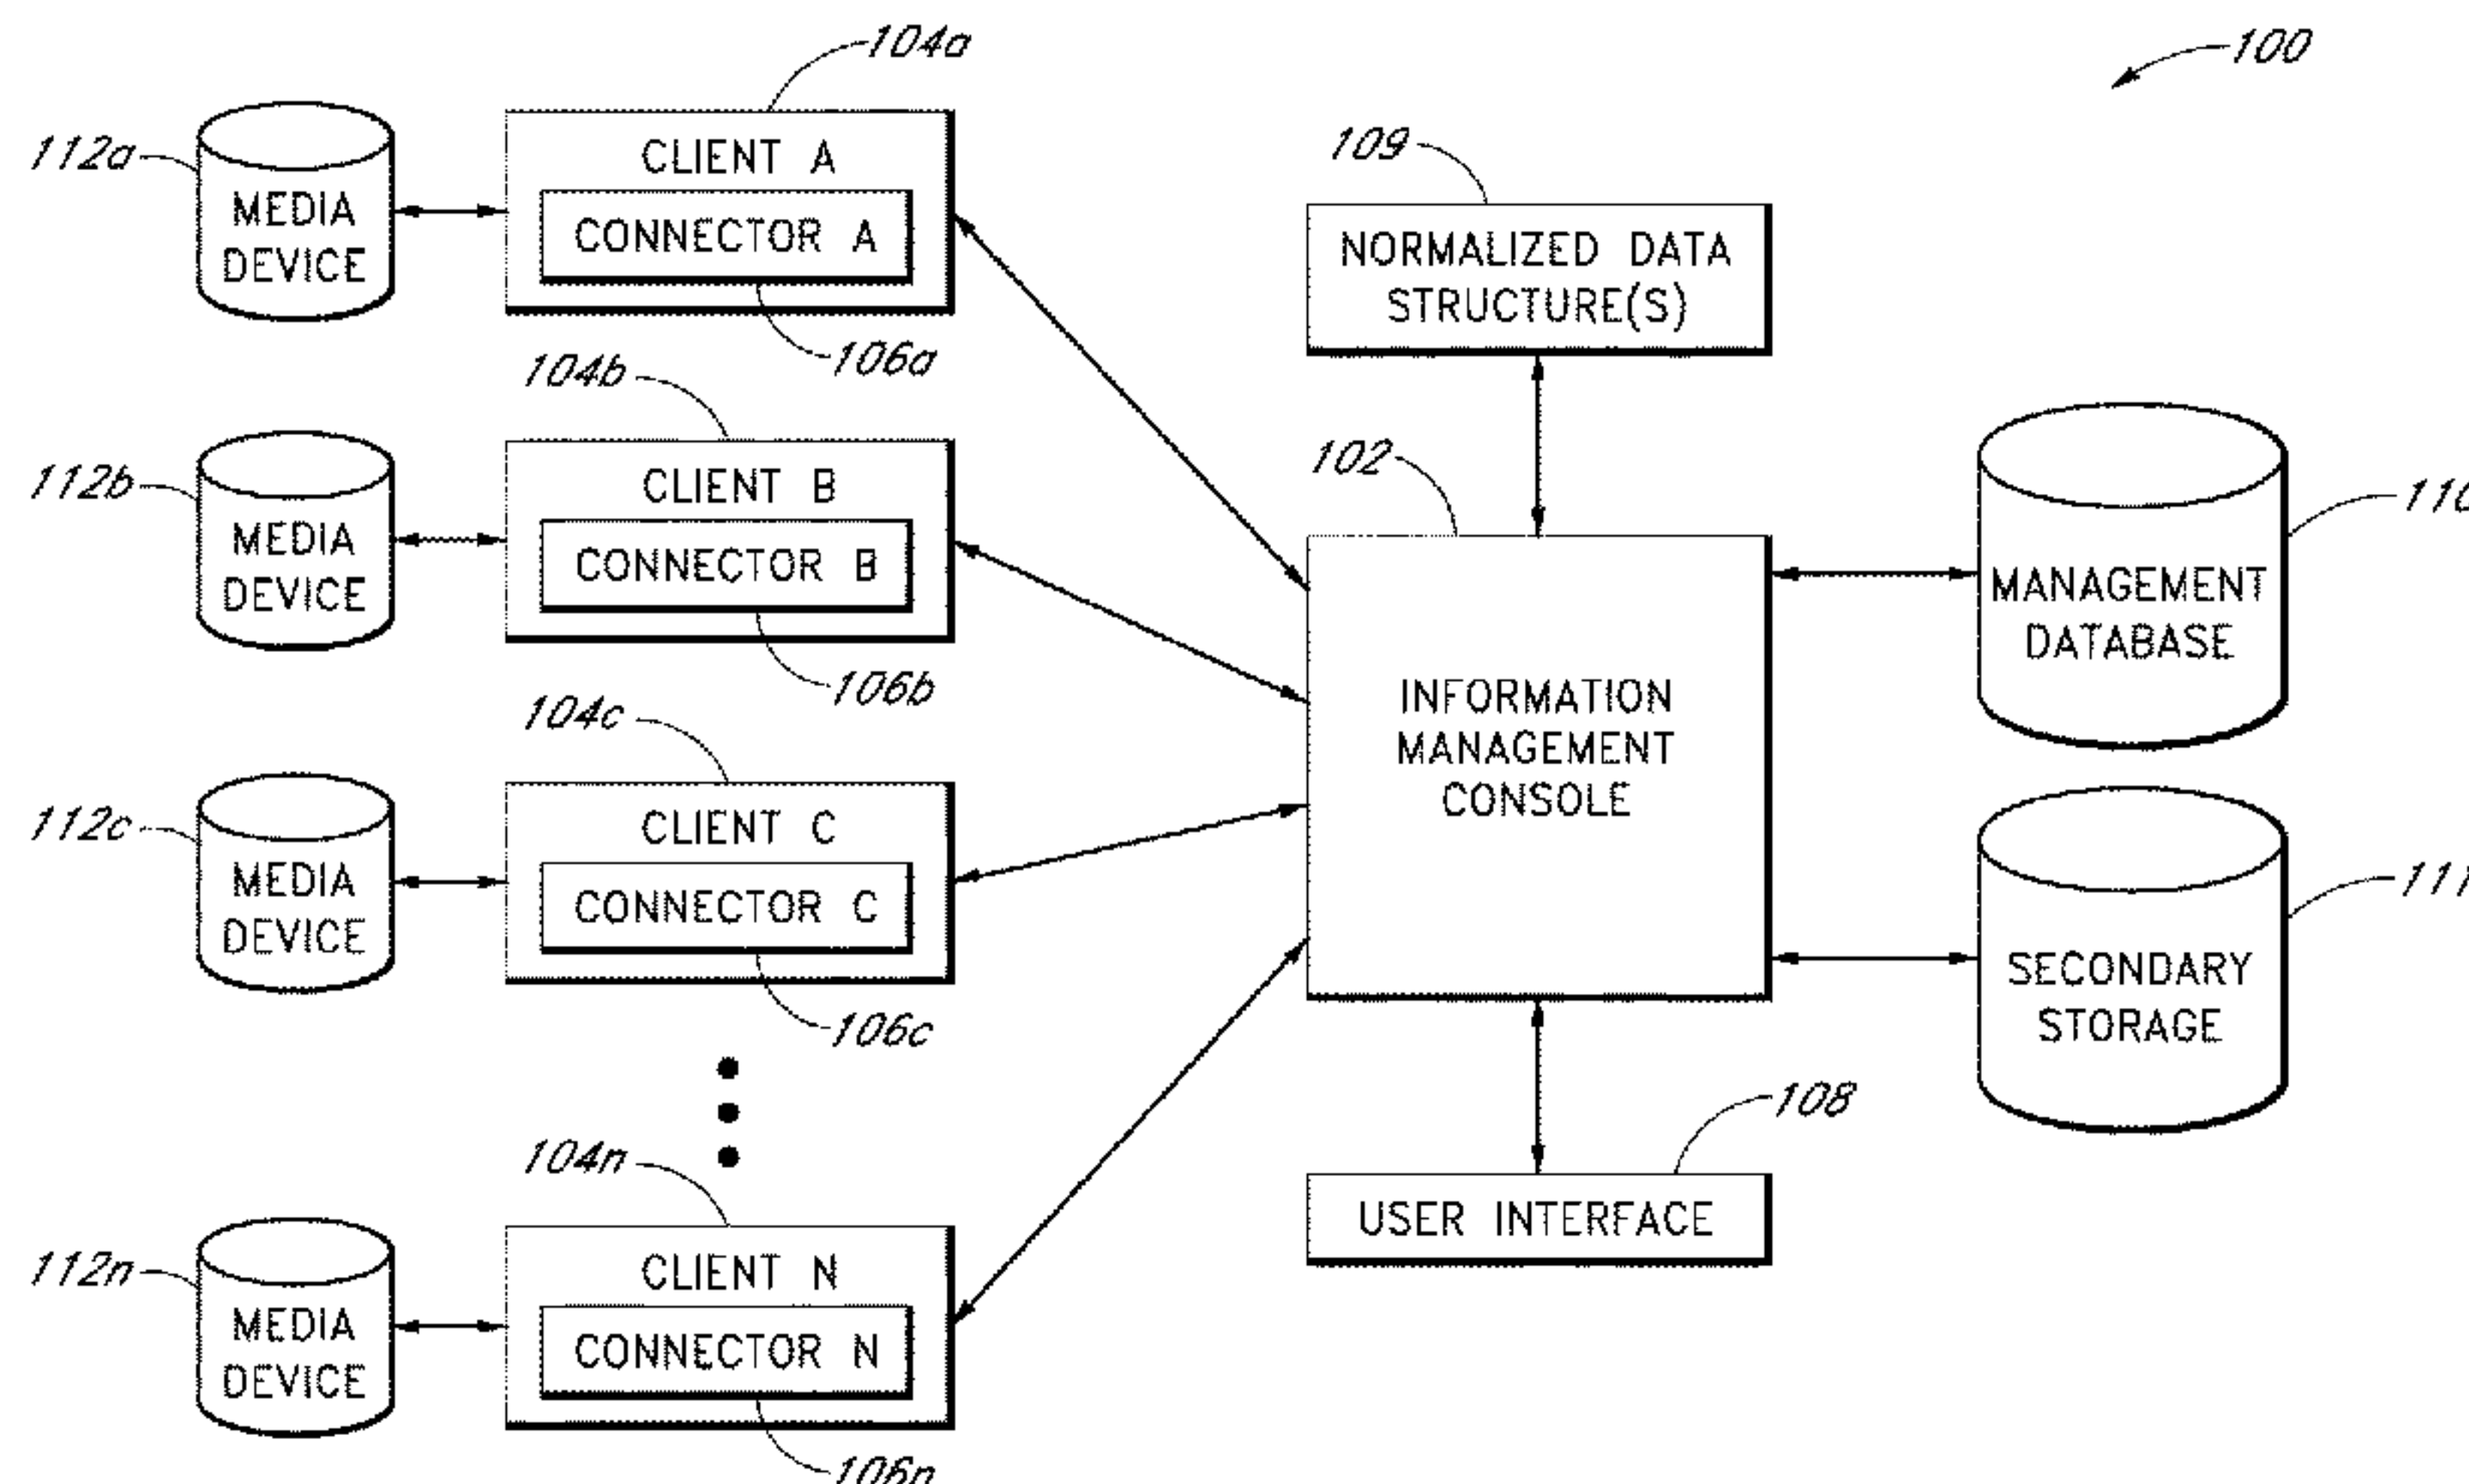 104a
100
112a
CLIENT A
MEDIA
DEVICE
CONNECTOR A
106a
109
NORMALIZED DATA
STRUCTURE(S)
104b
112b
CLIENT B
MEDIA
DEVICE
CONNECTOR B
106b
102
INFORMATION
MANAGEMENT
CONSOLE
110
MANAGEMENT
DATABASE
104c
112c
CLIENT C
MEDIA
DEVICE
CONNECTOR C
106c
111
SECONDARY
STORAGE
108
USER INTERFACE
104n
112n
CLIENT N
MEDIA
DEVICE
CONNECTOR N
106n